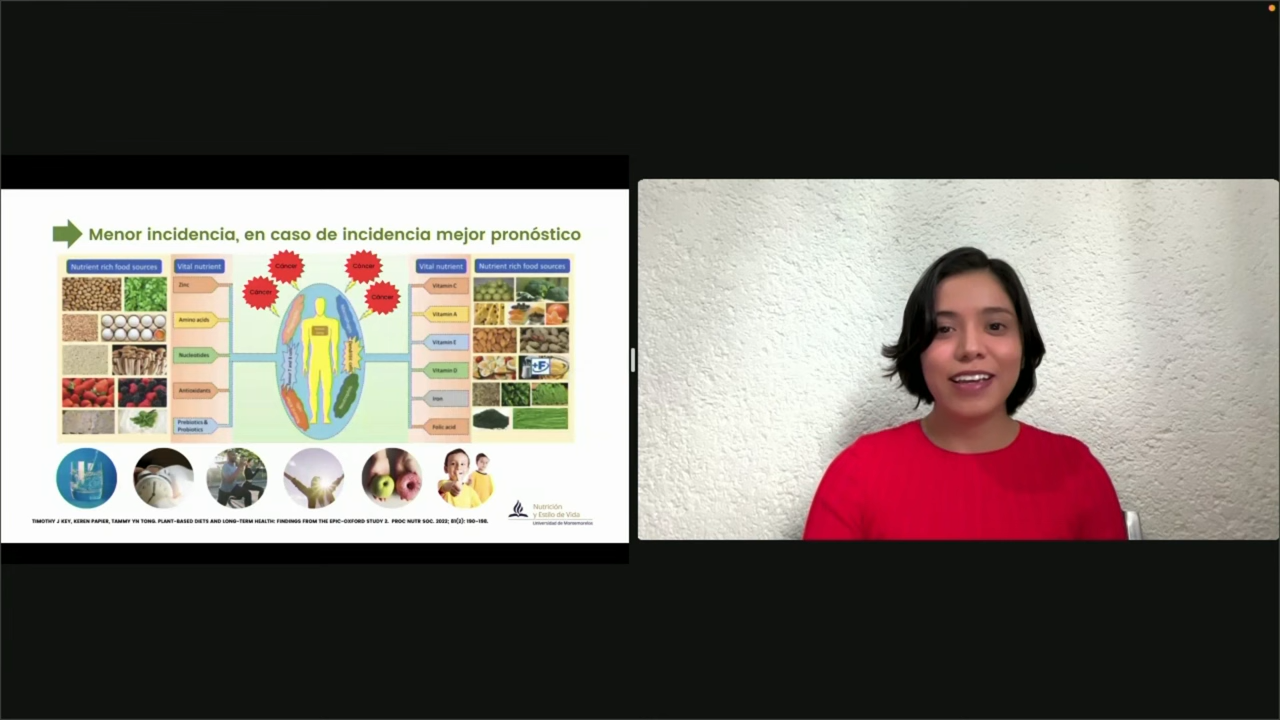 Menor incidencia, en caso de incidencia mejor pronóstico
Nutrient rich food sources
Vital nutrient
Zinc
Amino acids
Nucleotides
Antioxidants
Prebiotics &
Probiotics
Cáncer
Cáncer
Cáncer
Cáncer
Vital nutrient
Nutrient rich food sources
Vitamin C
Vitamin A
Vitamin E
Vitamin D
Iron
Folic acid
+F
TIMOTHY J KEY, KEREN PAPIER, TAMMY YN TONG. PLANT-BASED DIETS AND LONG-TERM HEALTH: FINDINGS FROM THE EPIC-OXFORD STUDY 3. PROC NUTR SOC. 2022; 81(2): 190-198.
Nutrición
y Estilo de Vida
Universidad de Montemorelos